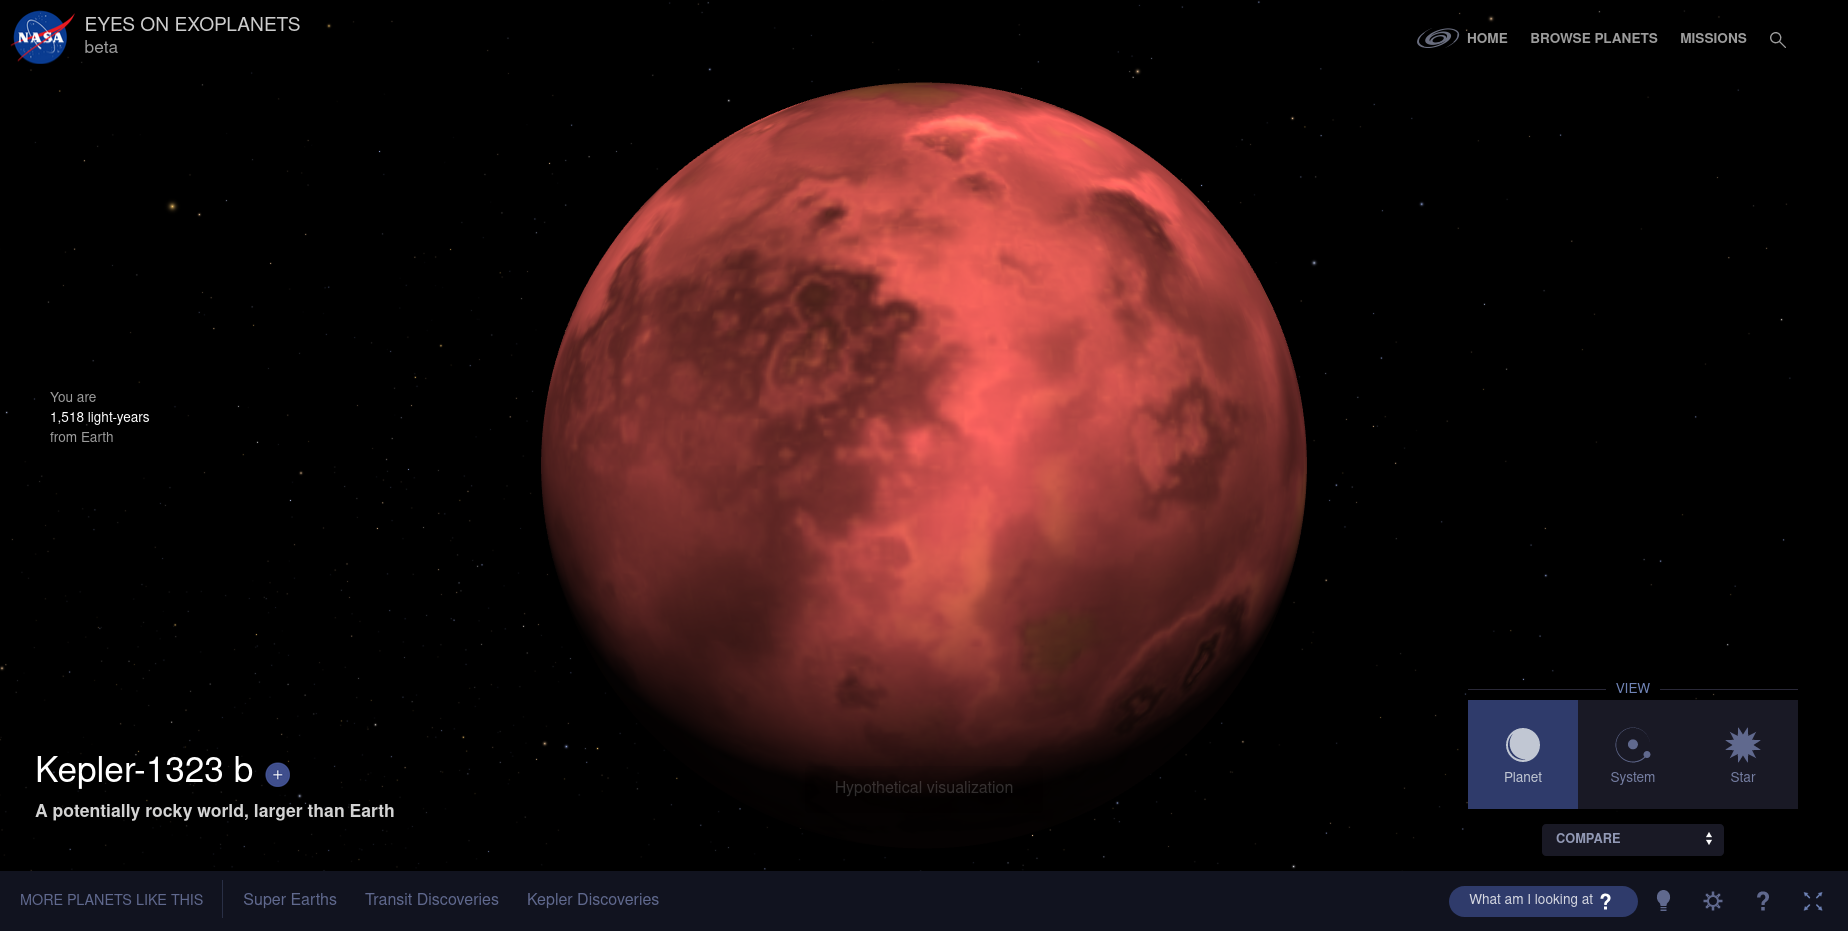 NASA
EYES ON EXOPLANETS
beta
HOME
BROWSE PLANETS
MISSIONS
You are
1,518 light-years
from Earth
Kepler-1323 b +
A potentially rocky world, larger than Earth
Hypothetical visualization
VIEW
Planet
System
Star
COMPARE
MORE PLANETS LIKE THIS
Super Earths
Transit Discoveries
Kepler Discoveries
What am I looking at ?
?